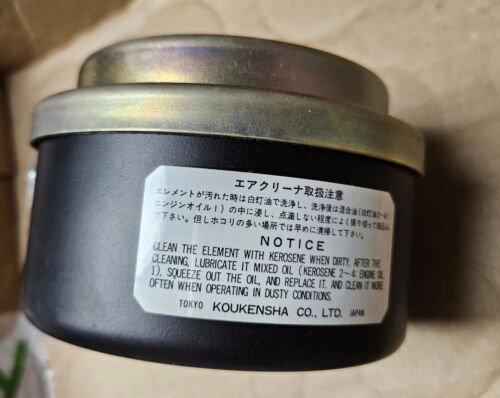 エアクリーナ取扱注意
エレメントが汚れた時は白灯油で洗浄し、洗浄後は混合油(白灯油2〜4:
エンジンオイル1)の中に浸し、点滴しない程度によく振り切って組込ん
で下さい。但しホコリの多い場所では早めに清掃して下さい。
NOTICE
CLEAN THE ELEMENT WITH KEROSENE WHEN DIRTY. AFTER THE
CLEANING, LUBRICATE IT MIXED OIL (KEROSENE 2〜4: ENGINE OIL
1), SQUEEZE OUT THE OIL, AND REPLACE IT. AND CLEAN IT MORE
OFTEN WHEN OPERATING IN DUSTY CONDITIONS.
TOKYO KOUKENSHA CO., LTD. JAPAN